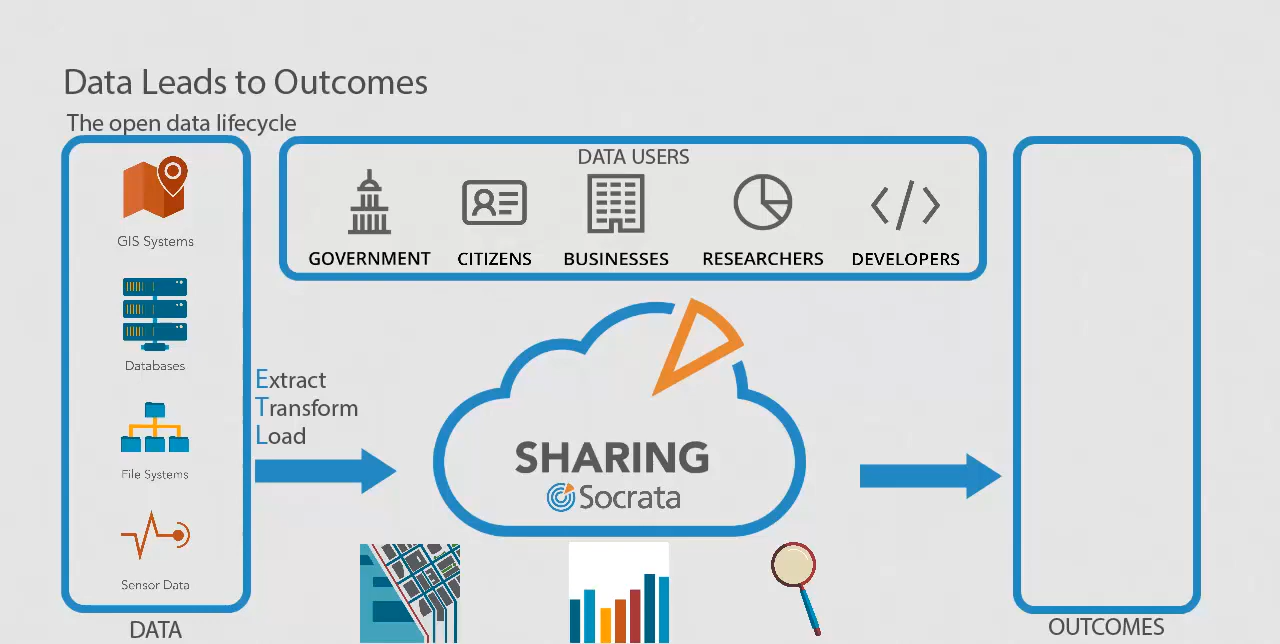 Data Leads to Outcomes
The open data lifecycle
GIS Systems
Databases
File Systems
Sensor Data
DATA
Extract
Transform
Load
DATA USERS
GOVERNMENT
CITIZENS
BUSINESSES
RESEARCHERS
DEVELOPERS
SHARING
Socrata
OUTCOMES